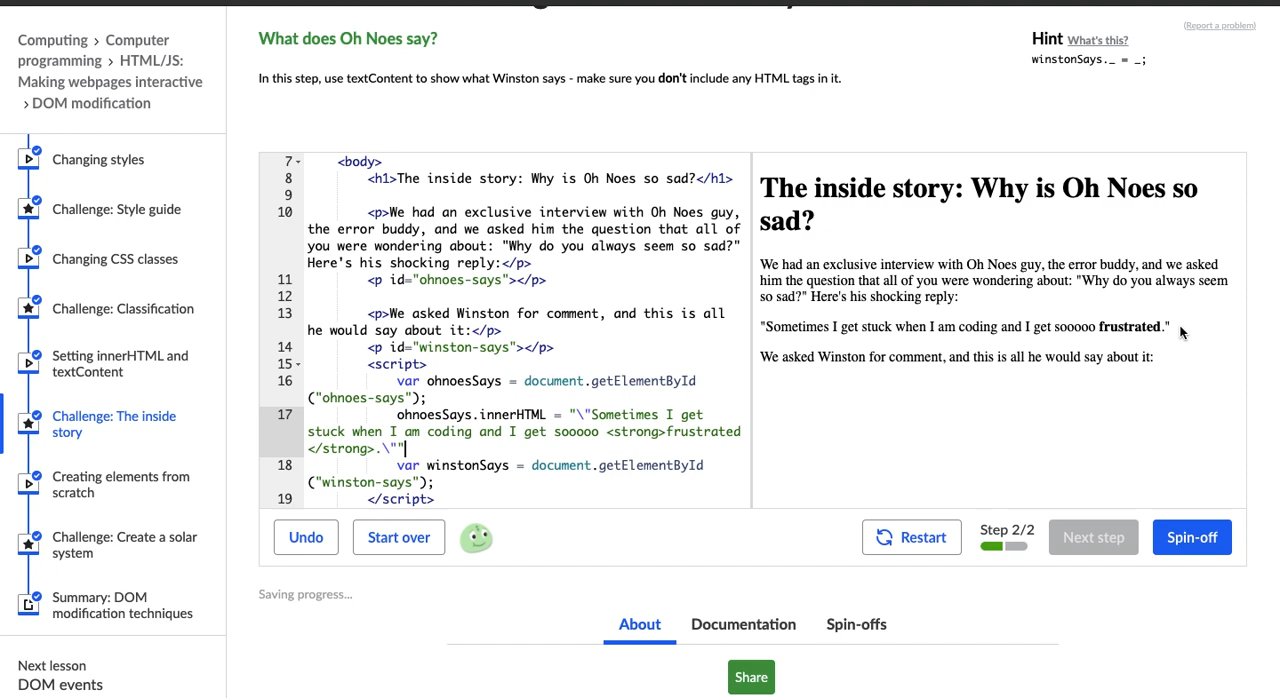 Computing › Computer
programming › HTML/JS:
Making webpages interactive
› DOM modification
Changing styles
Challenge: Style guide
Changing CSS classes
Challenge: Classification
Setting innerHTML and
textContent
Challenge: The inside
story
Creating elements from
scratch
Challenge: Create a solar
system
Summary: DOM
modification techniques
Next lesson
DOM events
What does Oh Noes say?
In this step, use textContent to show what Winston says - make sure you don't include any HTML tags in it.
(Report a problem)
Hint What's this?
winstonSays._ = _;
7 <body>
8 <h1>The inside story: Why is Oh Noes so sad?</h1>
9
10 <p>We had an exclusive interview with Oh Noes guy,
the error buddy, and we asked him the question that all of
you were wondering about: "Why do you always seem so sad?"
Here's his shocking reply:</p>
11 <p id="ohnoes-says"></p>
12
13 <p>We asked Winston for comment, and this is all
he would say about it:</p>
14 <p id="winston-says"></p>
15 <script>
16 var ohnoesSays = document.getElementById
("ohnoes-says");
17 ohnoesSays.innerHTML = "\"Sometimes I get
stuck when I am coding and I get sooooo <strong>frustrated
</strong>.\""
18 var winstonSays = document.getElementById
("winston-says");
19 </script>
The inside story: Why is Oh Noes so
sad?
We had an exclusive interview with Oh Noes guy, the error buddy, and we asked
him the question that all of you were wondering about: "Why do you always seem
so sad?" Here's his shocking reply:
"Sometimes I get stuck when I am coding and I get sooooo frustrated."
We asked Winston for comment, and this is all he would say about it:
Undo
Start over
Restart
Step 2/2
Next step
Spin-off
Saving progress...
About
Documentation
Spin-offs
Share